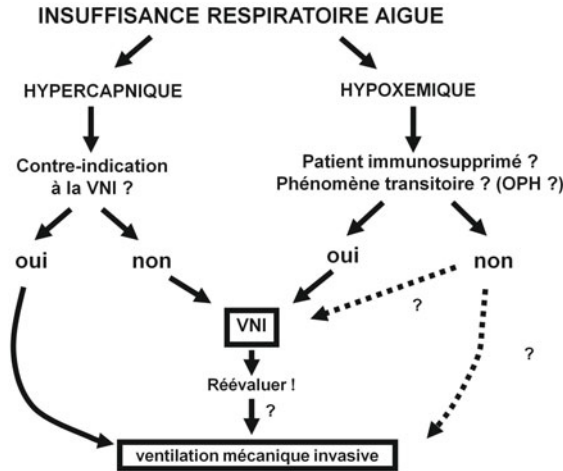 INSUFFISANCE RESPIRATOIRE AIGUE
HYPERCAPNIQUE
HYPOXEMIQUE
Contre-indication
à la VNI ?
Patient immunosupprimé ?
Phénomène transitoire ? (OPH ?)
oui
non
oui
non
?
VNI
?
Réévaluer !
?
ventilation mécanique invasive